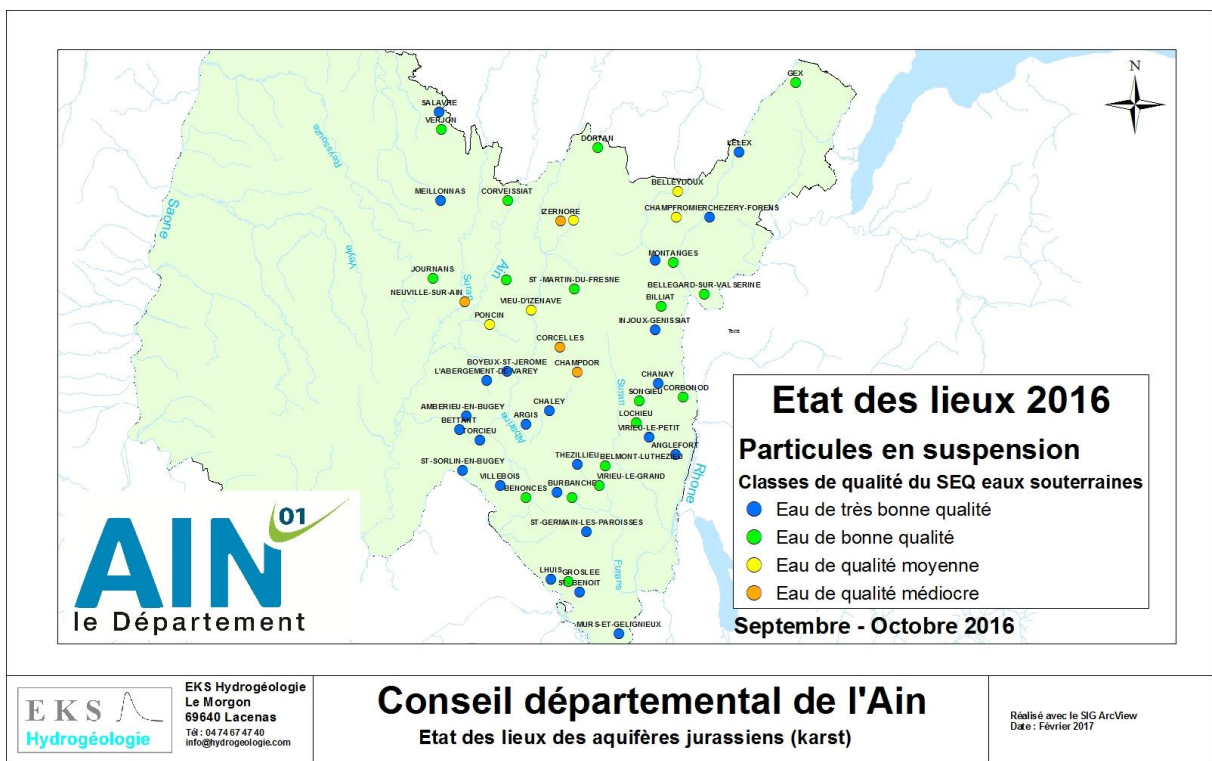 GEX
SALAVRE
VERJON
Reyssouze
DORTAN
LELEX
BELLEYDOUX
MEILLONNAS
CORVEISSIAT
IZERNORE
CHAMPFROMIER
CHEZERY-FORENS
Saone
Veyle
MONTANGES
JOURNANS
Suran
Ain
ST-MARTIN-DU-FRESNE
BELLEGARD-SUR-VALSERINE
NEUVILLE-SUR-AIN
BILLIAT
VIEU-D'IZENAVE
PONCIN
INJOUX-GENISSIAT
CORCELLES
BOYEUX-ST-JEROME
CHAMPDOR
L'ABERGEMENT-DE-VAREY
CHANAY
SONGIEU
CORBONOD
AMBERIEU-EN-BUGEY
CHALEY
ARGIS
Albarine
LOCHIEU
BETTANT
TORCIEU
VIRIEU-LE-PETIT
ANGLEFORT
THEZILLIEU
BELMONT-LUTHEZIEU
ST-SORLIN-EN-BUGEY
VILLEBOIS
BURBANCHE
VIRIEU-LE-GRAND
BENONCES
Rhone
ST-GERMAIN-LES-PAROISSES
Furans
LHUIS
GROSLEE
ST-BENOIT
MURS-ET-GELIGNIEUX
N
Etat des lieux 2016
Particules en suspension
Classes de qualité du SEQ eaux souterraines
Eau de très bonne qualité
Eau de bonne qualité
Eau de qualité moyenne
Eau de qualité médiocre
Septembre - Octobre 2016
AIN 01
le Département
EKS
Hydrogéologie
EKS Hydrogéologie
Le Morgon
69640 Lacenas
Tél : 04 74 67 47 40
info@hydrogeologie.com
Conseil départemental de l'Ain
Etat des lieux des aquifères jurassiens (karst)
Réalisé avec le SIG ArcView
Date : Février 2017